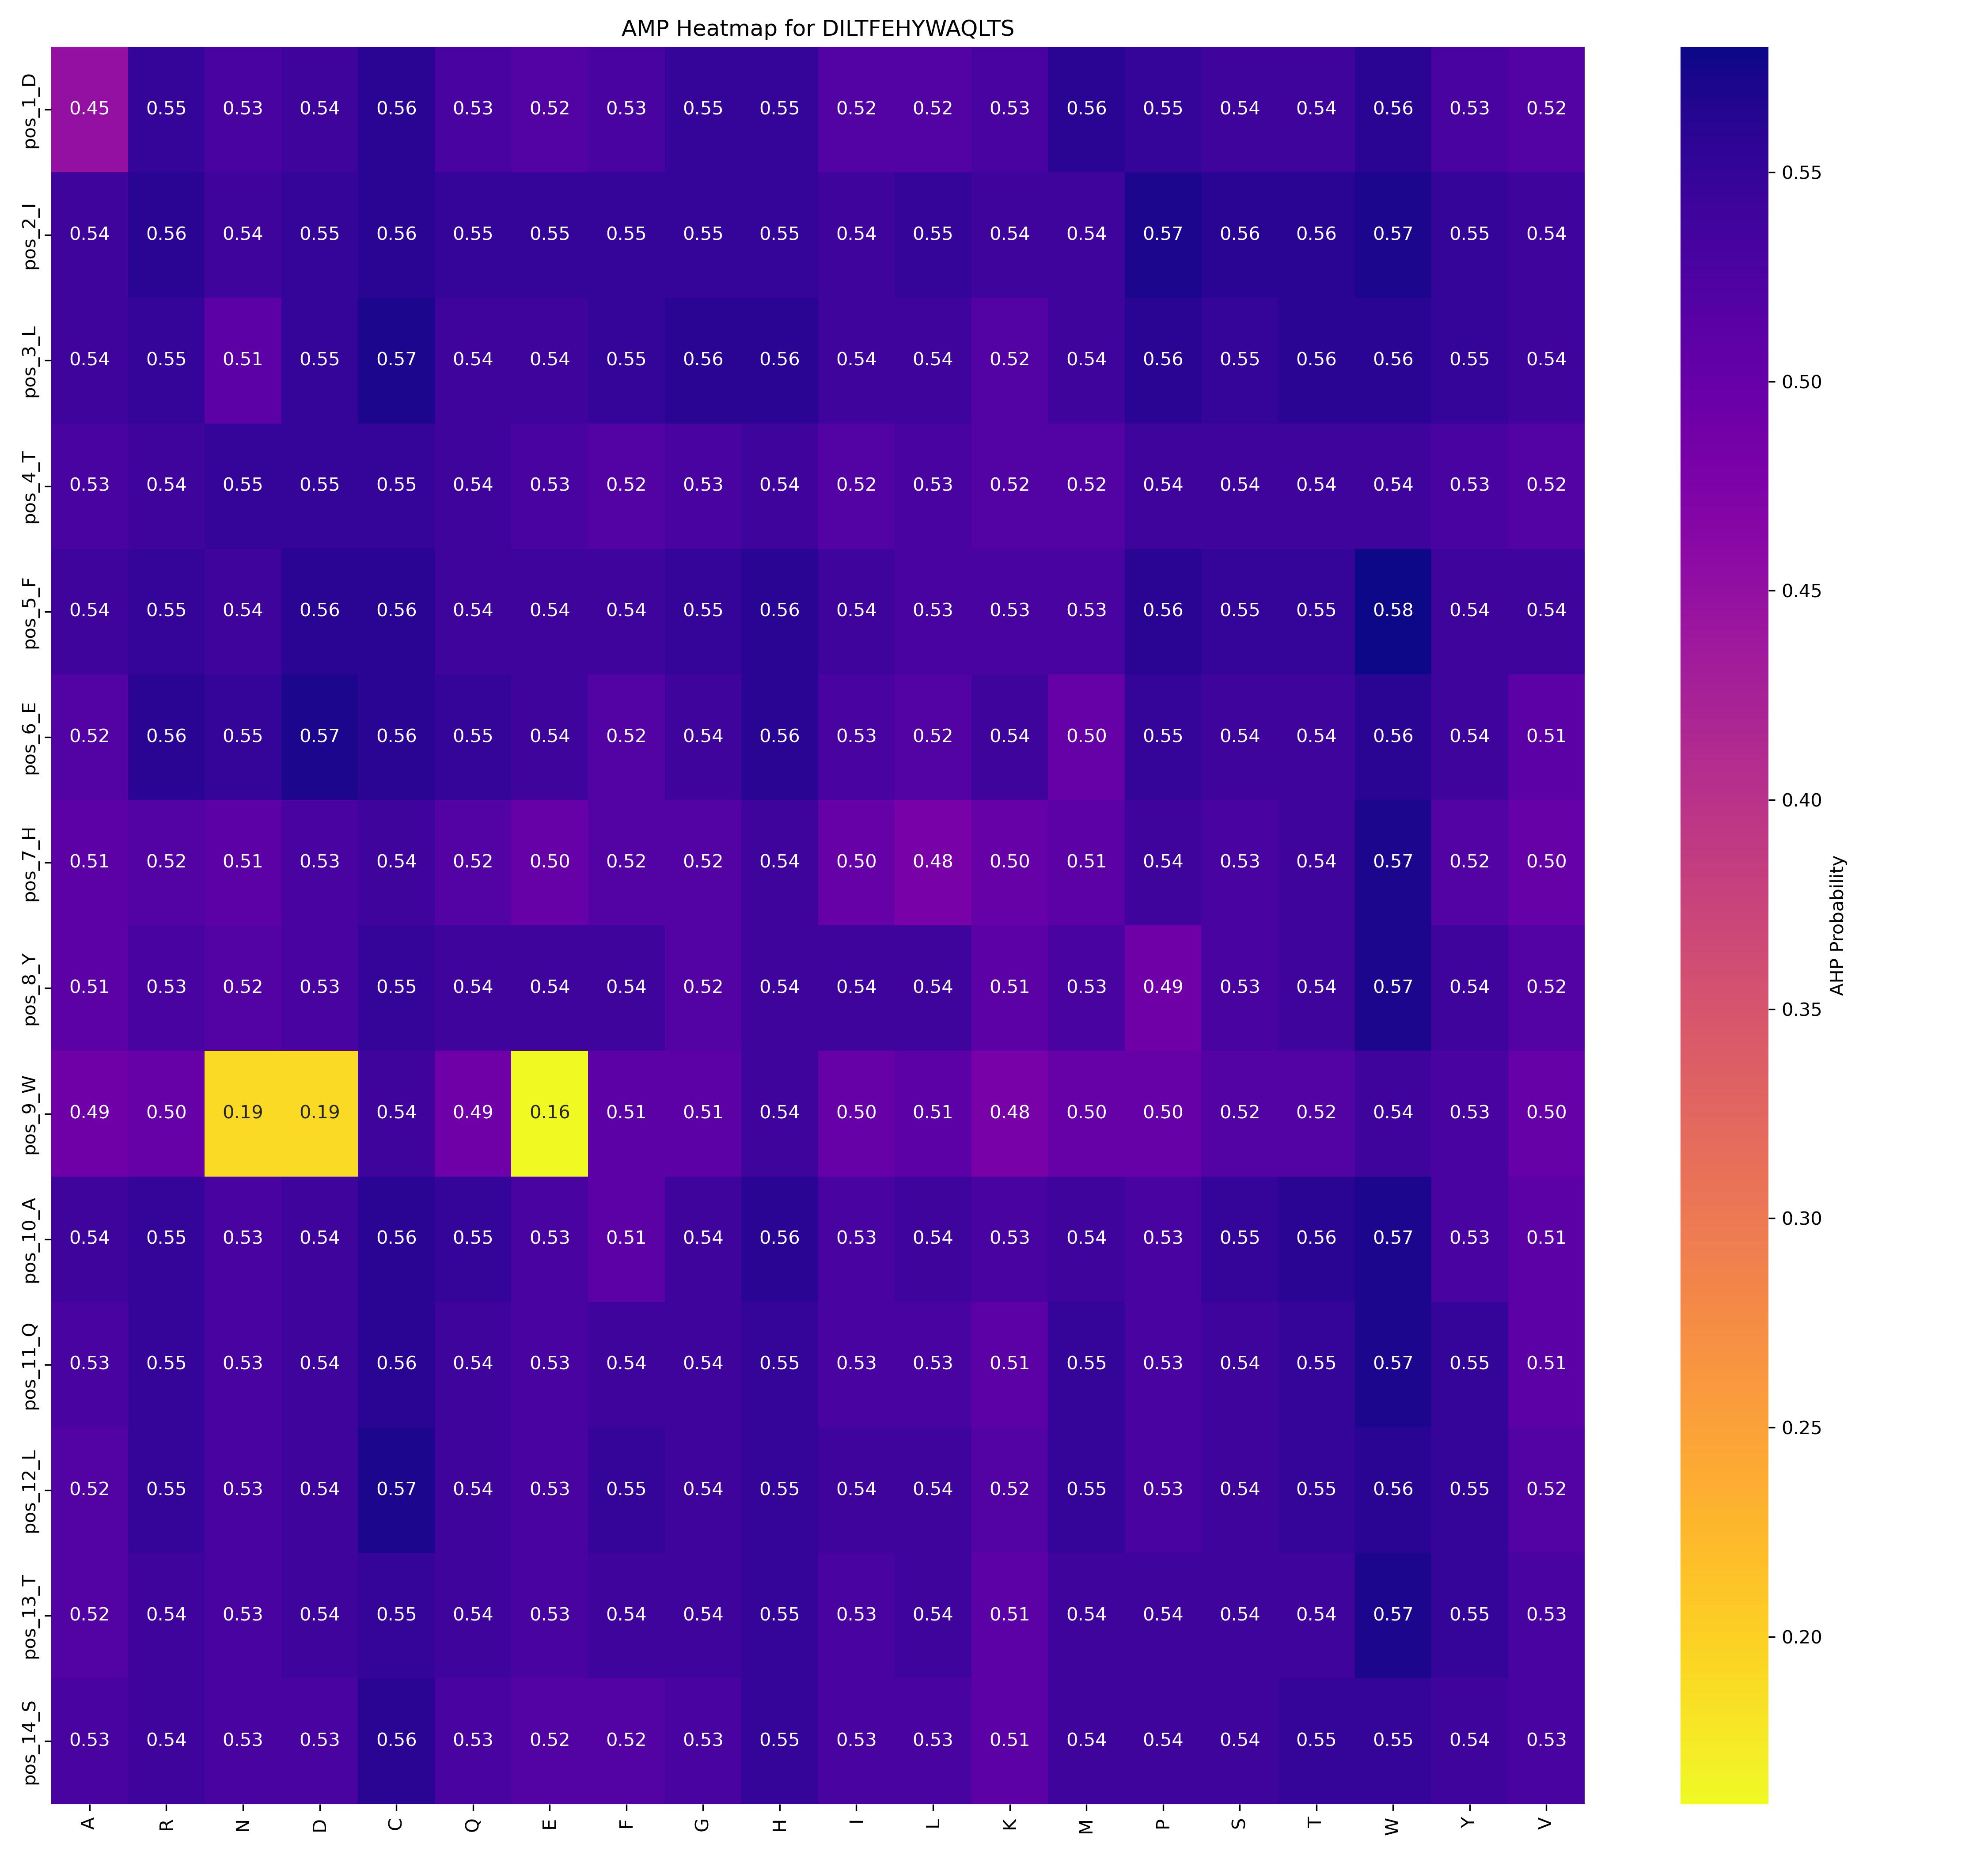 AMP Heatmap for DILTFEHYWAQLTS
pos_1_D 0.45 0.55 0.53 0.54 0.56 0.53 0.52 0.53 0.55 0.55 0.52 0.52 0.53 0.56 0.55 0.54 0.54 0.56 0.53 0.52
pos_2_I 0.54 0.56 0.54 0.55 0.56 0.55 0.55 0.55 0.55 0.55 0.54 0.55 0.54 0.54 0.57 0.56 0.56 0.57 0.55 0.54
pos_3_L 0.54 0.55 0.51 0.55 0.57 0.54 0.54 0.55 0.56 0.56 0.54 0.54 0.52 0.54 0.56 0.55 0.56 0.56 0.55 0.54
pos_4_T 0.53 0.54 0.55 0.55 0.55 0.54 0.53 0.52 0.53 0.54 0.52 0.53 0.52 0.52 0.54 0.54 0.54 0.54 0.53 0.52
pos_5_F 0.54 0.55 0.54 0.56 0.56 0.54 0.54 0.54 0.55 0.56 0.54 0.53 0.53 0.53 0.56 0.55 0.55 0.58 0.54 0.54
pos_6_E 0.52 0.56 0.55 0.57 0.56 0.55 0.54 0.52 0.54 0.56 0.53 0.52 0.54 0.50 0.55 0.54 0.54 0.56 0.54 0.51
pos_7_H 0.51 0.52 0.51 0.53 0.54 0.52 0.50 0.52 0.52 0.54 0.50 0.48 0.50 0.51 0.54 0.53 0.54 0.57 0.52 0.50
pos_8_Y 0.51 0.53 0.52 0.53 0.55 0.54 0.54 0.54 0.52 0.54 0.54 0.54 0.51 0.53 0.49 0.53 0.54 0.57 0.54 0.52
pos_9_W 0.49 0.50 0.19 0.19 0.54 0.49 0.16 0.51 0.51 0.54 0.50 0.51 0.48 0.50 0.50 0.52 0.52 0.54 0.53 0.50
pos_10_A 0.54 0.55 0.53 0.54 0.56 0.55 0.53 0.51 0.54 0.56 0.53 0.54 0.53 0.54 0.53 0.55 0.56 0.57 0.53 0.51
pos_11_Q 0.53 0.55 0.53 0.54 0.56 0.54 0.53 0.54 0.54 0.55 0.53 0.53 0.51 0.55 0.53 0.54 0.55 0.57 0.55 0.51
pos_12_L 0.52 0.55 0.53 0.54 0.57 0.54 0.53 0.55 0.54 0.55 0.54 0.54 0.52 0.55 0.53 0.54 0.55 0.56 0.55 0.52
pos_13_T 0.52 0.54 0.53 0.54 0.55 0.54 0.53 0.54 0.54 0.55 0.53 0.54 0.51 0.54 0.54 0.54 0.54 0.57 0.55 0.53
pos_14_S 0.53 0.54 0.53 0.53 0.56 0.53 0.52 0.52 0.53 0.55 0.53 0.53 0.51 0.54 0.54 0.54 0.55 0.55 0.54 0.53
A R N D C Q E F G H I L K M P S T W Y V
0.55
0.50
0.45
0.40
0.35
0.30
0.25
0.20
AHP Probability